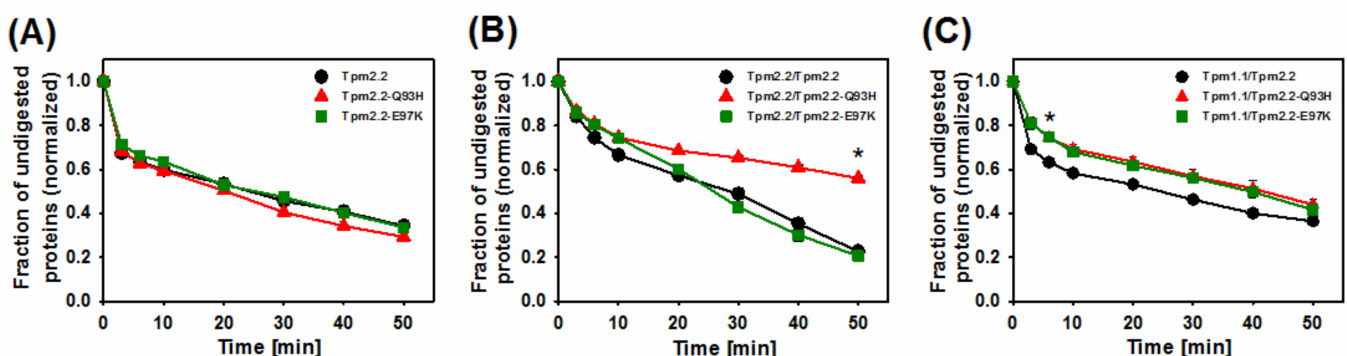 (A)
Fraction of undigested
proteins (normalized)
1.0
0.8
0.6
0.4
0.2
0.0
Tpm2.2
Tpm2.2-Q93H
Tpm2.2-E97K
0 10 20 30 40 50
Time [min]
(B)
Fraction of undigested
proteins (normalized)
1.0
0.8
0.6
0.4
0.2
0.0
Tpm2.2/Tpm2.2
Tpm2.2/Tpm2.2-Q93H
Tpm2.2/Tpm2.2-E97K
*
0 10 20 30 40 50
Time [min]
(C)
Fraction of undigested
proteins (normalized)
1.0
0.8
0.6
0.4
0.2
0.0
Tpm1.1/Tpm2.2
Tpm1.1/Tpm2.2-Q93H
Tpm1.1/Tpm2.2-E97K
*
0 10 20 30 40 50
Time [min]